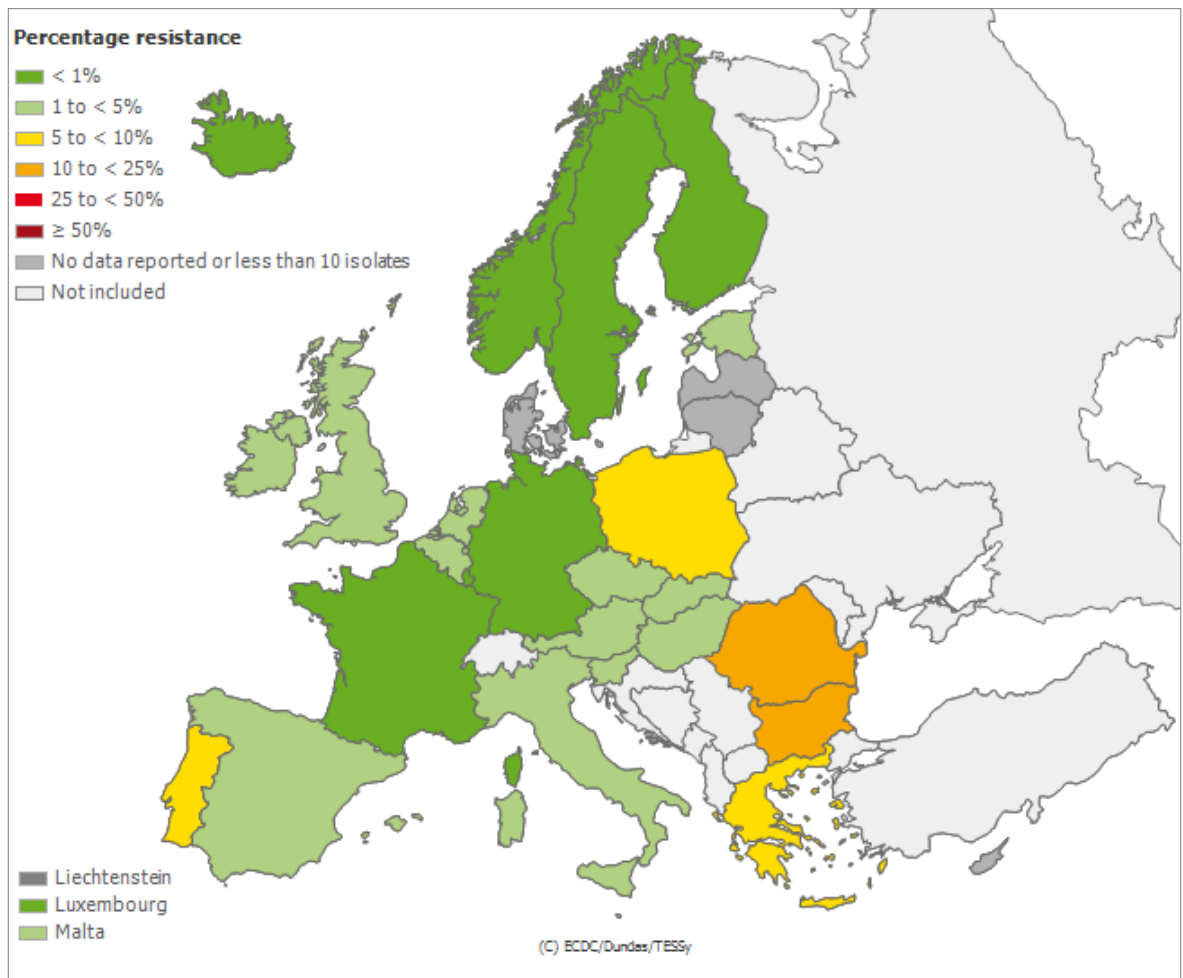 Percentage resistance
< 1%
1 to < 5%
5 to < 10%
10 to < 25%
25 to < 50%
≥ 50%
No data reported or less than 10 isolates
Not included
Liechtenstein
Luxembourg
Malta
(C) ECDC/Dundas/TESSy